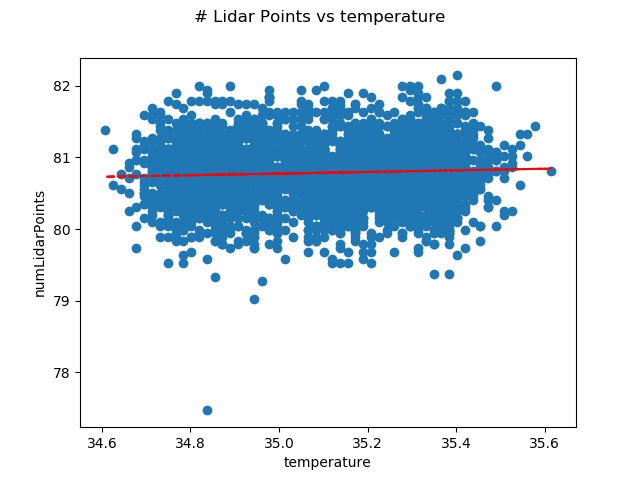 # Lidar Points vs temperature
82
81
80
79
78
numLidarPoints
34.6 34.8 35.0 35.2 35.4 35.6
temperature